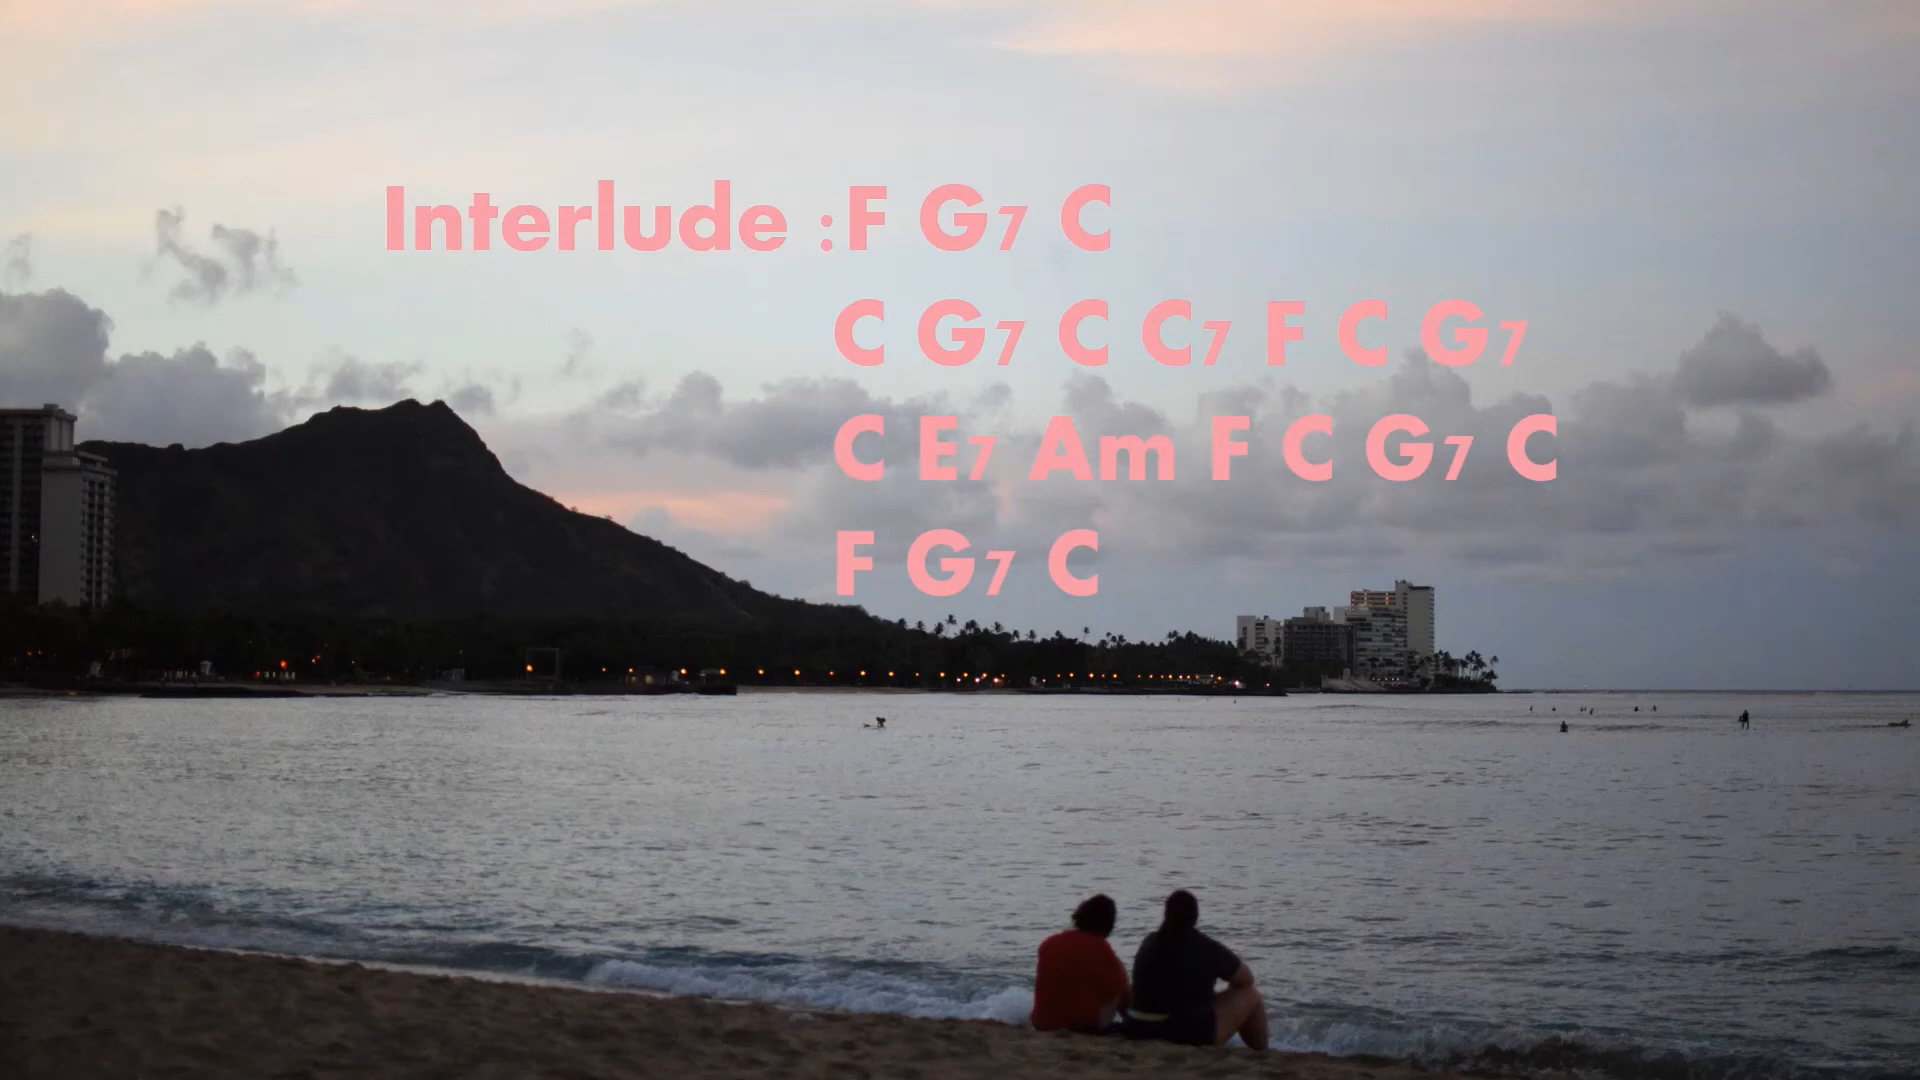 Interlude :F G7 C
C G7 C C7 F C G7
C E7 Am F C G7 C
F G7 C